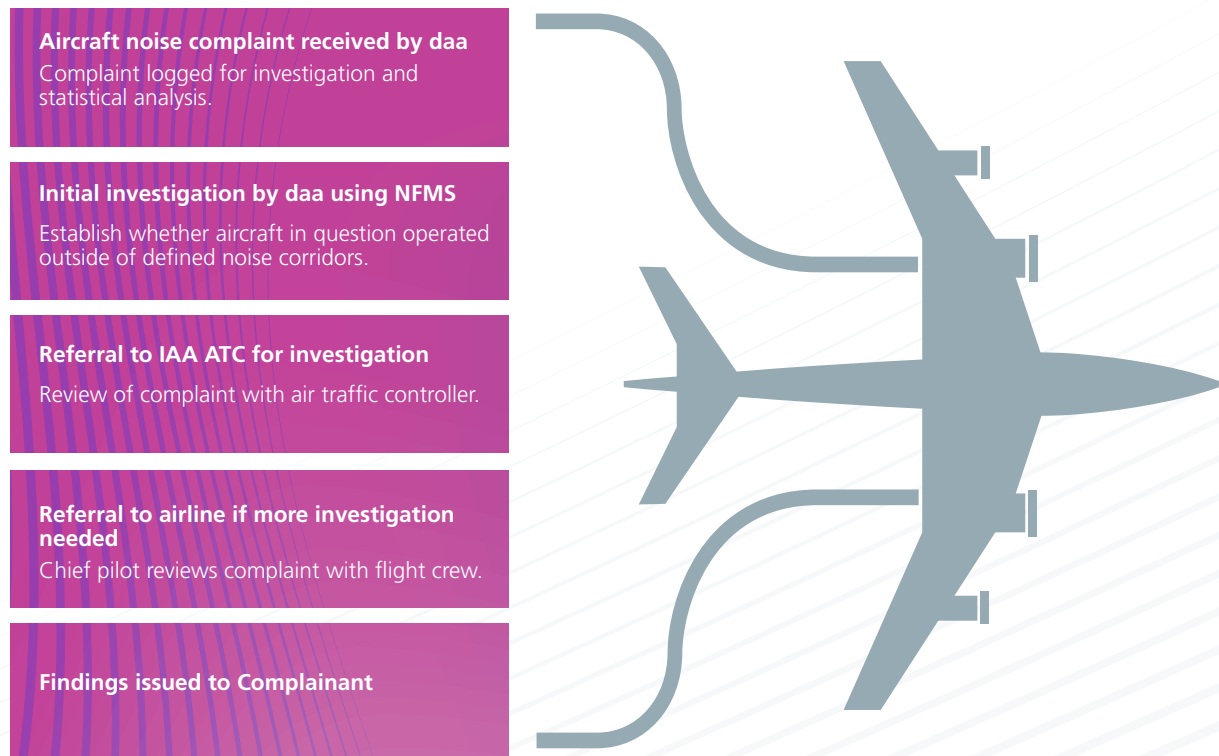 Aircraft noise complaint received by daa
Complaint logged for investigation and
statistical analysis.
Initial investigation by daa using NFMS
Establish whether aircraft in question operated
outside of defined noise corridors.
Referral to IAA ATC for investigation
Review of complaint with air traffic controller.
Referral to airline if more investigation
needed
Chief pilot reviews complaint with flight crew.
Findings issued to Complainant